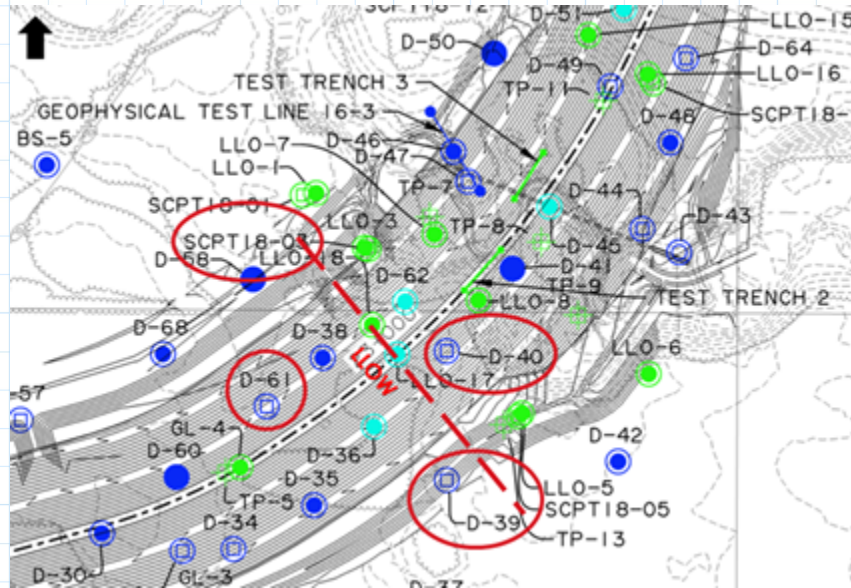 SCPT18-12
D-51
LLO-15
D-50
D-64
D-49
LLO-16
TEST TRENCH 3
TP-11
SCPT18-
GEOPHYSICAL TEST LINE 16-3
D-48
BS-5
D-46
LLO-7
D-47
LLO-1
TP-7
D-44
D-43
SCPT18-01
LLO-3
TP-8
SCPT18-03
D-45
D-58
LLO-18
D-62
D-41
TP-9
LLO-8
TEST TRENCH 2
D-68
D-38
D-40
LLO-6
D-61
LLO-17
-57
GL-4
D-42
D-60
D-36
D-35
LLO-5
TP-5
SCPT18-05
D-34
D-39
TP-13
D-30
GL-3
D-37